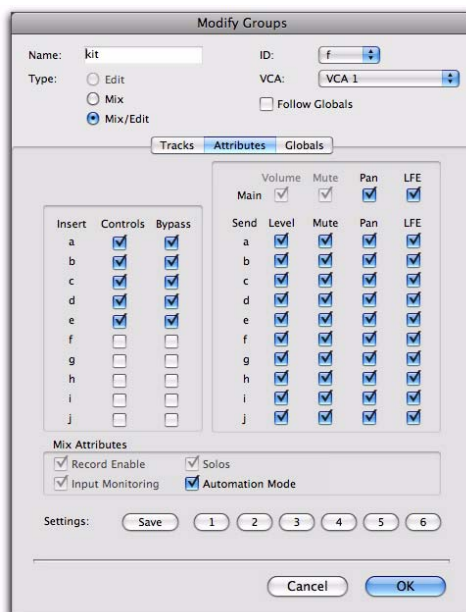 Modify Groups
Name: kit ID: f
Type: Edit VCA: VCA 1
Mix Follow Globals
Mix/Edit
Tracks Attributes Globals
Volume Mute Pan LFE
Main
Insert Controls Bypass Send Level Mute Pan LFE
a a
b b
c c
d d
e e
f f
g g
h h
i i
j j
Mix Attributes
Record Enable Solos
Input Monitoring Automation Mode
Settings: Save 1 2 3 4 5 6
Cancel OK